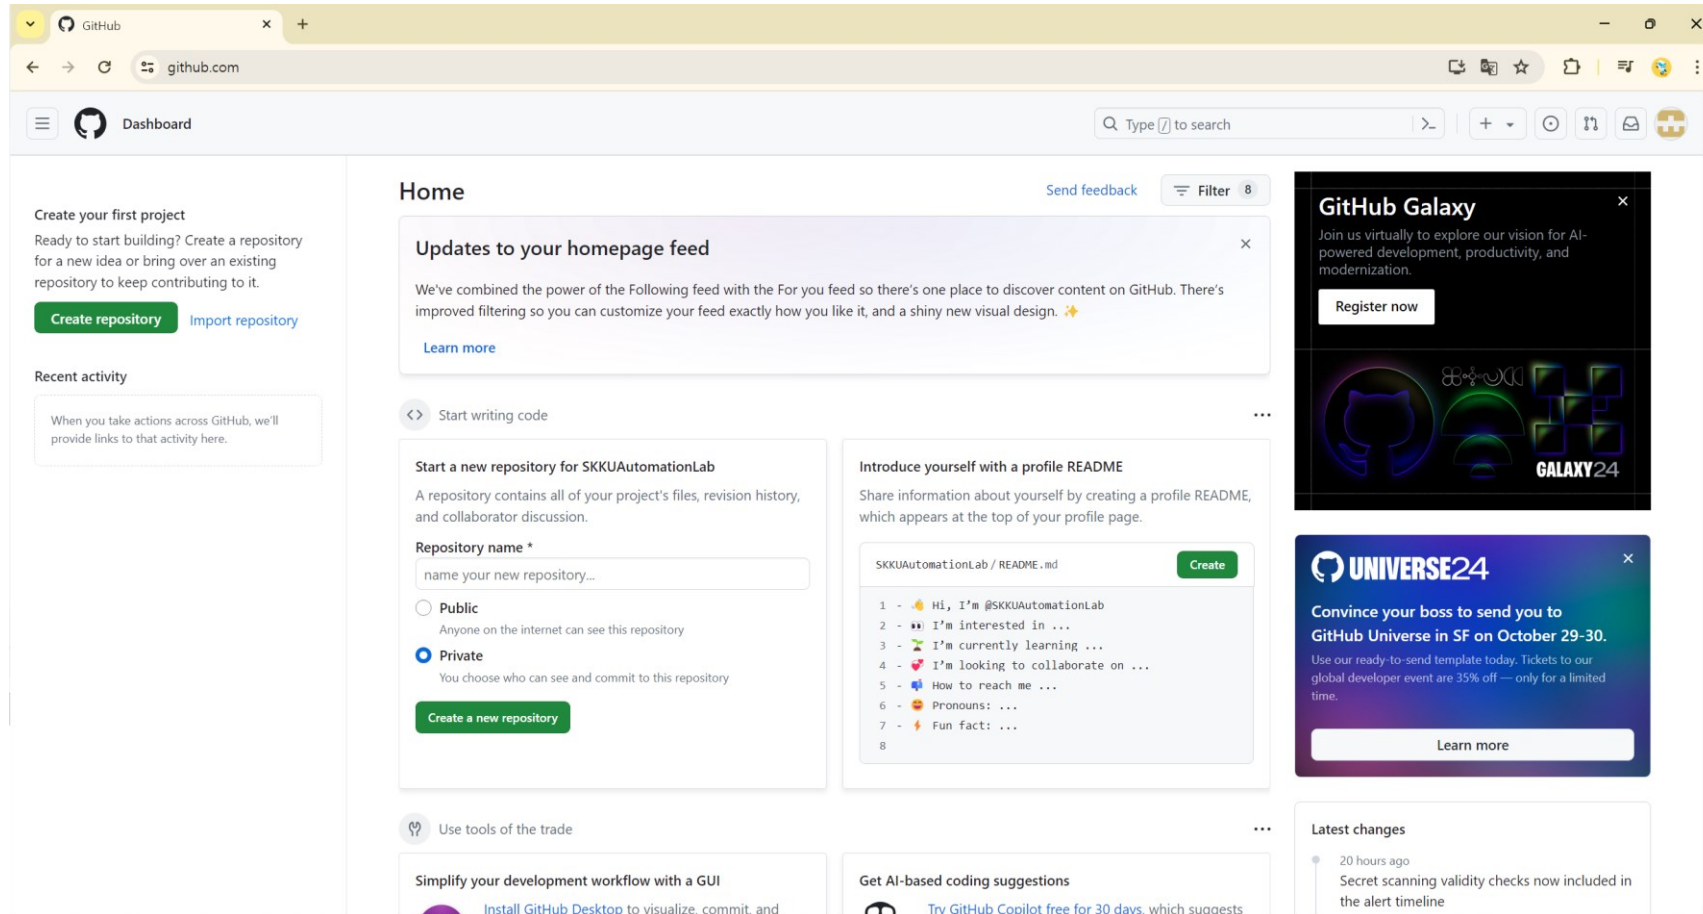 GitHub
github.com
Dashboard
Type / to search
Create your first project
Ready to start building? Create a repository
for a new idea or bring over an existing
repository to keep contributing to it.
Create repository
Import repository
Recent activity
When you take actions across GitHub, we'll
provide links to that activity here.
Home
Send feedback
Filter 8
Updates to your homepage feed
We've combined the power of the Following feed with the For you feed so there's one place to discover content on GitHub. There's
improved filtering so you can customize your feed exactly how you like it, and a shiny new visual design. ✨
Learn more
Start writing code
Start a new repository for SKKUAutomationLab
A repository contains all of your project's files, revision history,
and collaborator discussion.
Repository name *
name your new repository...
Public
Anyone on the internet can see this repository
Private
You choose who can see and commit to this repository
Create a new repository
Introduce yourself with a profile README
Share information about yourself by creating a profile README,
which appears at the top of your profile page.
SKKUAutomationLab / README.md
Create
1 - 👋 Hi, I'm @SKKUAutomationLab
2 - 👀 I'm interested in ...
3 - 🌱 I'm currently learning ...
4 - 💞️ I'm looking to collaborate on ...
5 - 📫 How to reach me ...
6 - 😄 Pronouns: ...
7 - ⚡ Fun fact: ...
8
Use tools of the trade
Simplify your development workflow with a GUI
Install GitHub Desktop to visualize, commit, and
Get AI-based coding suggestions
Try GitHub Copilot free for 30 days, which suggests
GitHub Galaxy
Join us virtually to explore our vision for AI-
powered development, productivity, and
modernization.
Register now
GALAXY24
UNIVERSE24
Convince your boss to send you to
GitHub Universe in SF on October 29-30.
Use our ready-to-send template today. Tickets to our
global developer event are 35% off — only for a limited
time.
Learn more
Latest changes
20 hours ago
Secret scanning validity checks now included in
the alert timeline